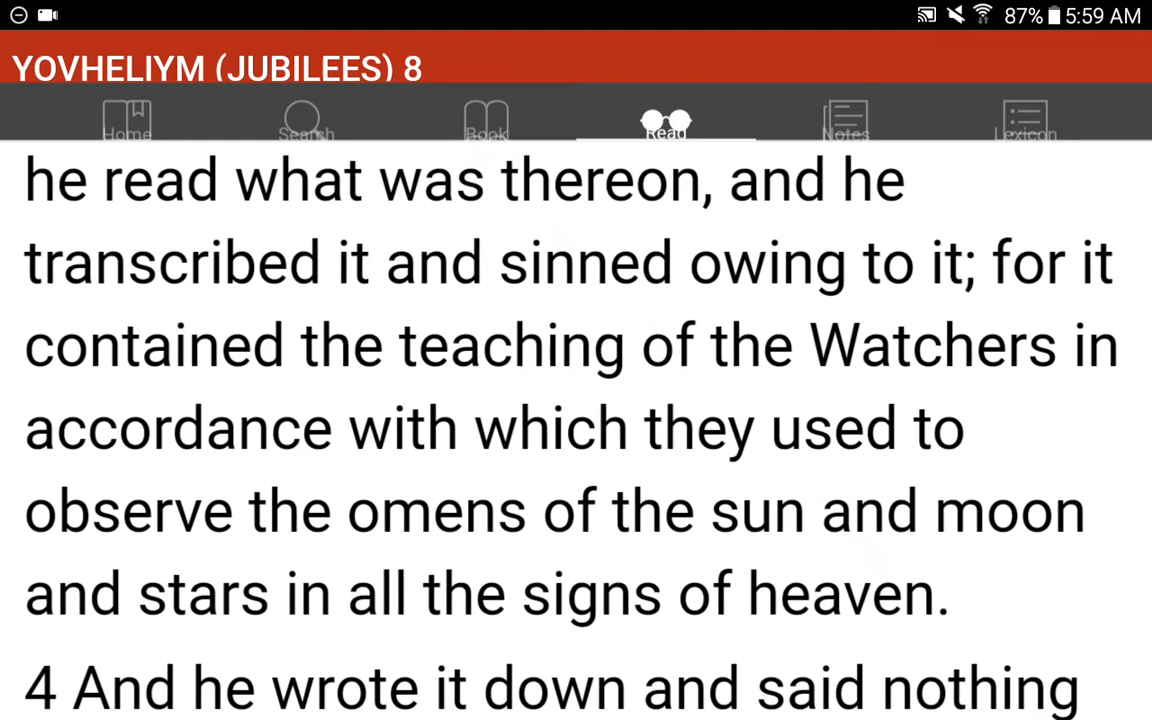 87% 5:59 AM
YOVHELIYM (JUBILEES) 8
Home Search Book Read Notes Lexicon
he read what was thereon, and he
transcribed it and sinned owing to it; for it
contained the teaching of the Watchers in
accordance with which they used to
observe the omens of the sun and moon
and stars in all the signs of heaven.
4 And he wrote it down and said nothing